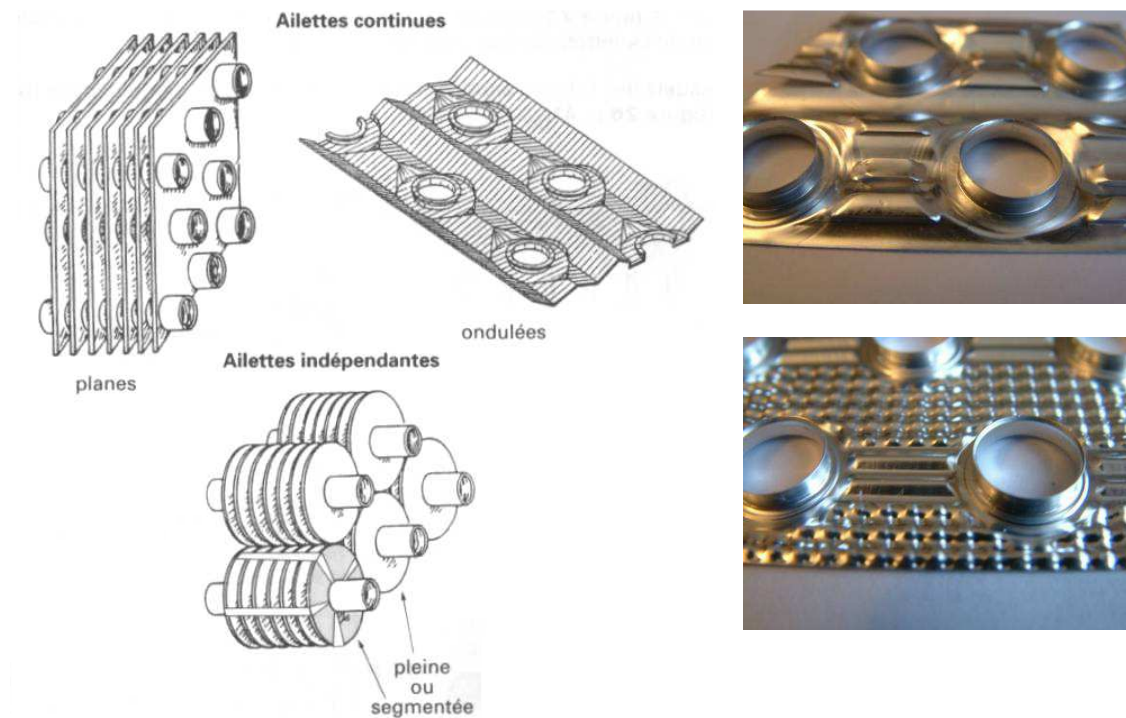 Ailettes continues
planes
ondulées
Ailettes indépendantes
pleine
ou
segmentée